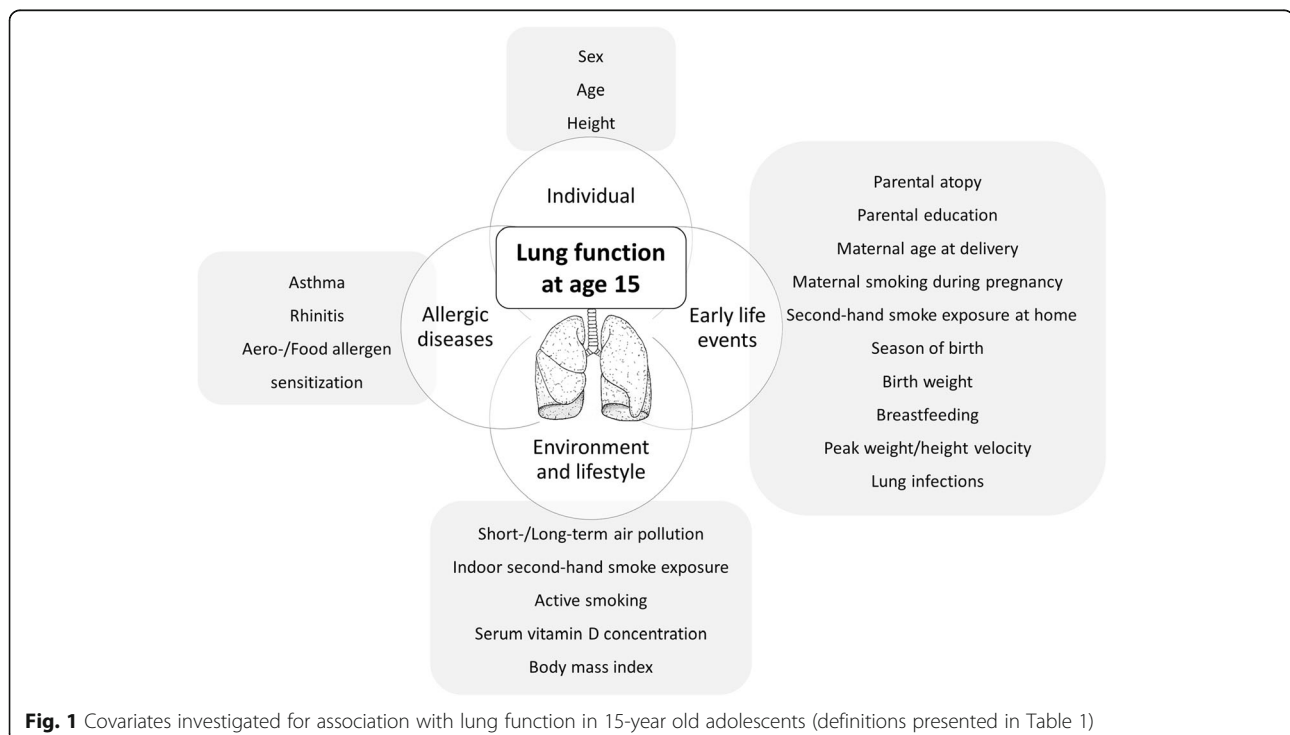 Sex
Age
Height
Individual
Lung function
at age 15
Allergic
diseases
Early life
events
Environment
and lifestyle
Asthma
Rhinitis
Aero-/Food allergen
sensitization
Parental atopy
Parental education
Maternal age at delivery
Maternal smoking during pregnancy
Second-hand smoke exposure at home
Season of birth
Birth weight
Breastfeeding
Peak weight/height velocity
Lung infections
Short-/Long-term air pollution
Indoor second-hand smoke exposure
Active smoking
Serum vitamin D concentration
Body mass index
Fig. 1 Covariates investigated for association with lung function in 15-year old adolescents (definitions presented in Table 1)